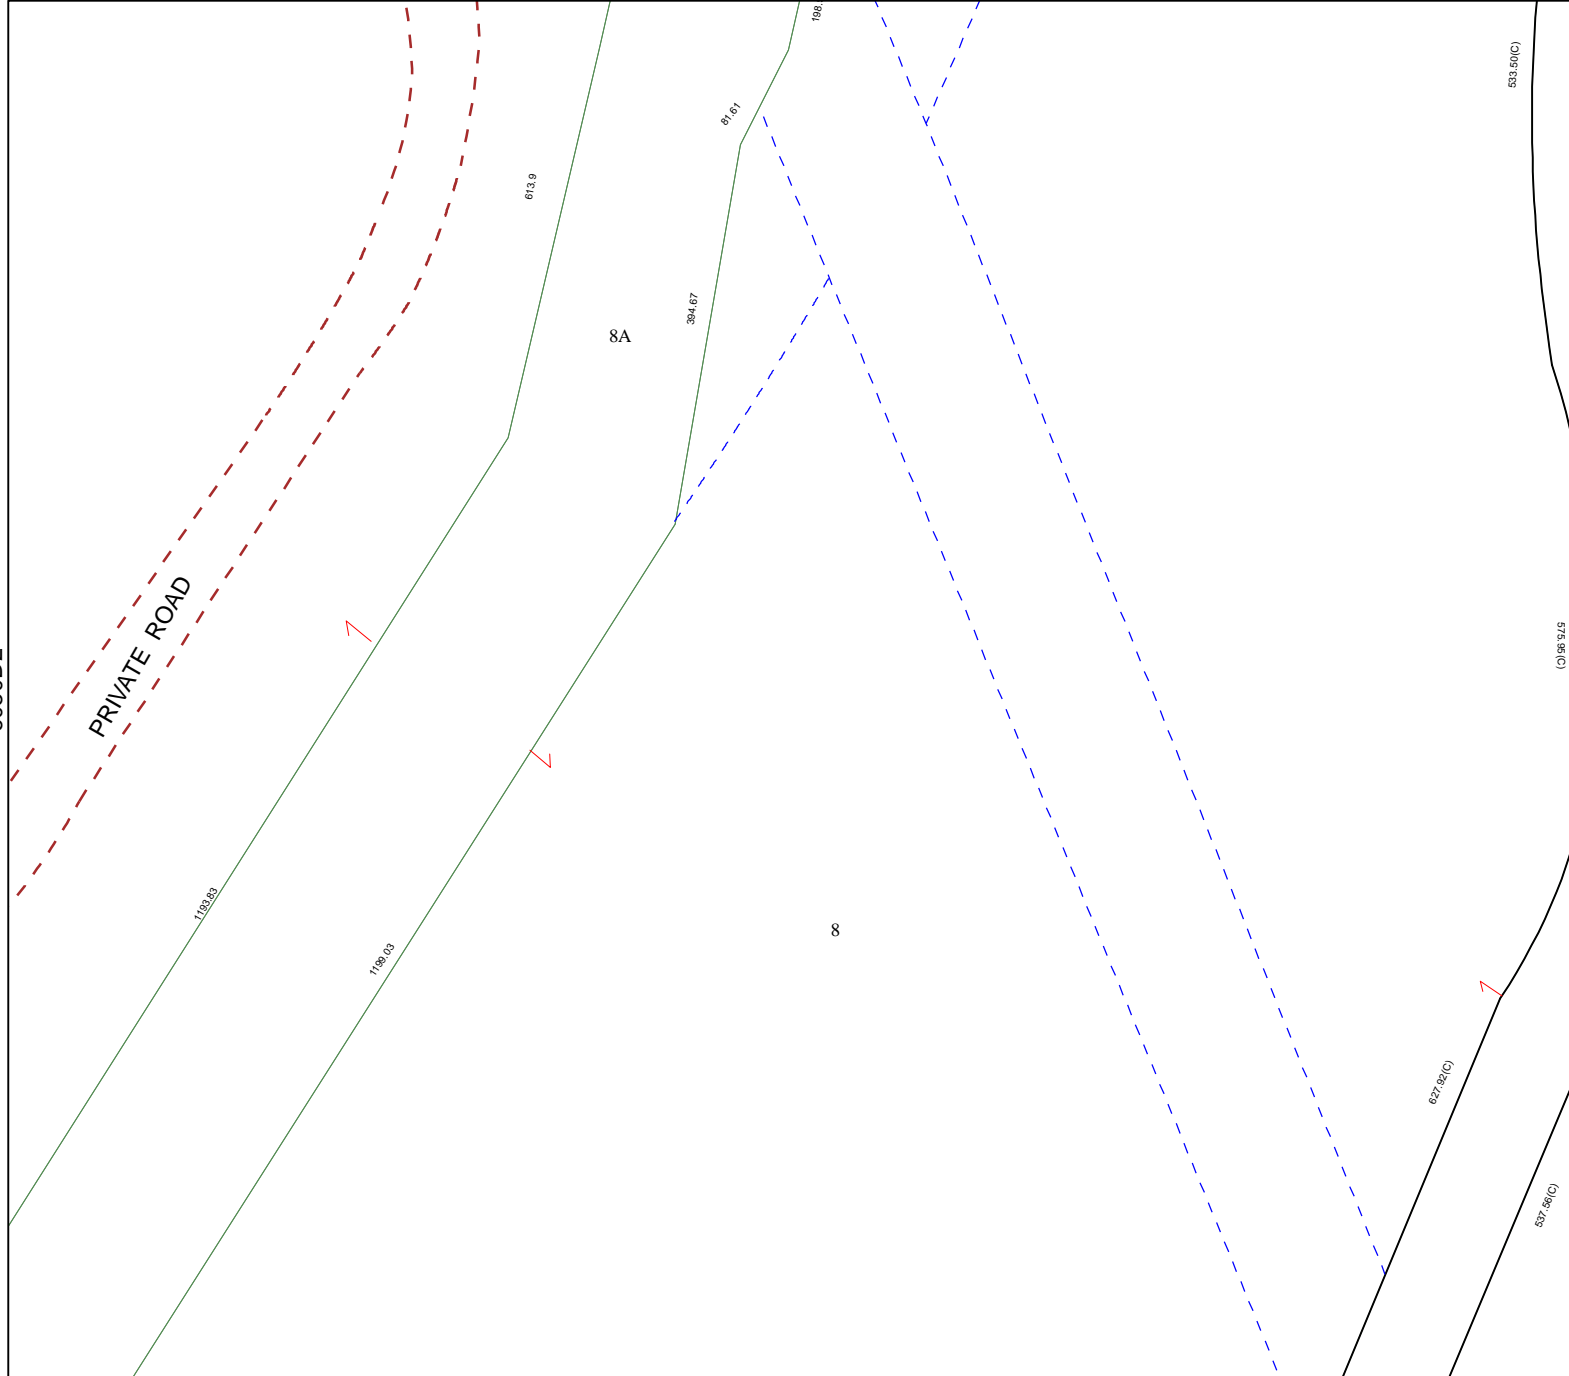 533.50(C)
81.61
613.9
394.67
8A
PRIVATE ROAD
575.95 (C)
1193.83
8
1199.03
627.92(C)
537.56(C)